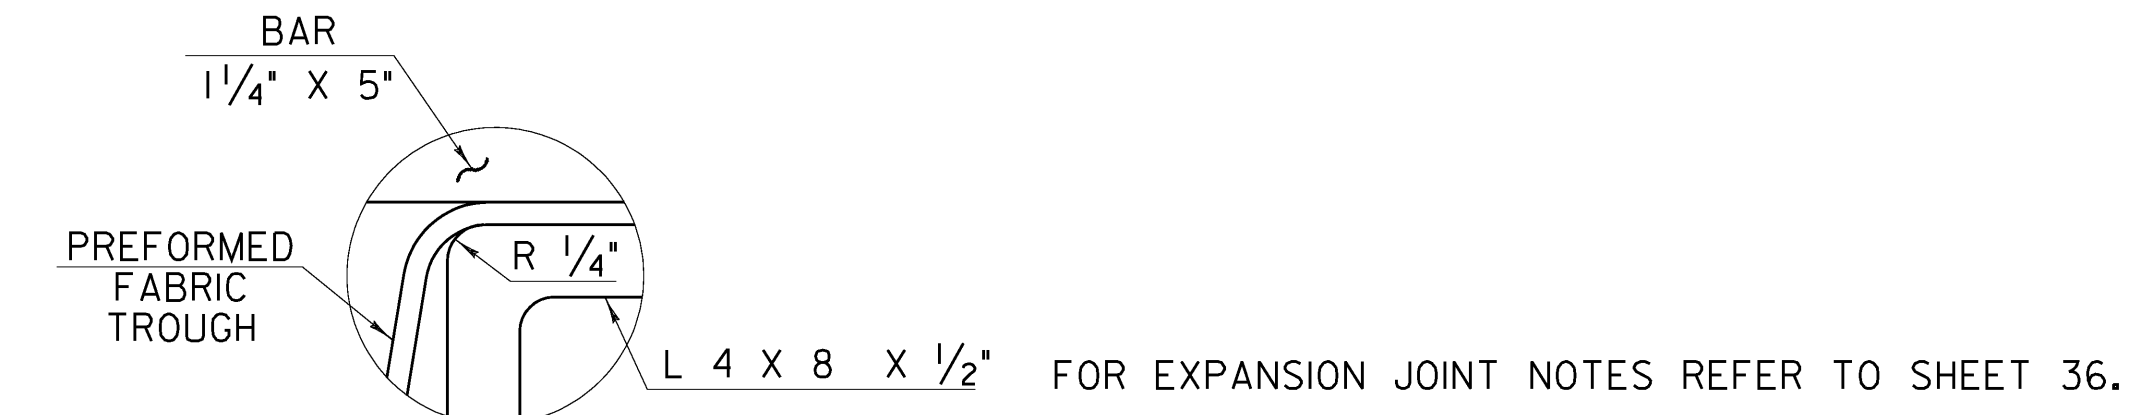 BAR
1 1/4" X 5"
PREFORMED
FABRIC
TROUGH
R 1/4"
L 4 X 8 X 1/2"
FOR EXPANSION JOINT NOTES REFER TO SHEET 36.